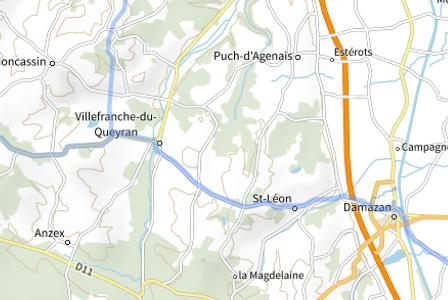 Estérots
Puch-d'Agenais
oncassin
Villefranche-du-
Queyran
Campagne
St-Léon
Damazan
Anzex
D11
la Magdelaine